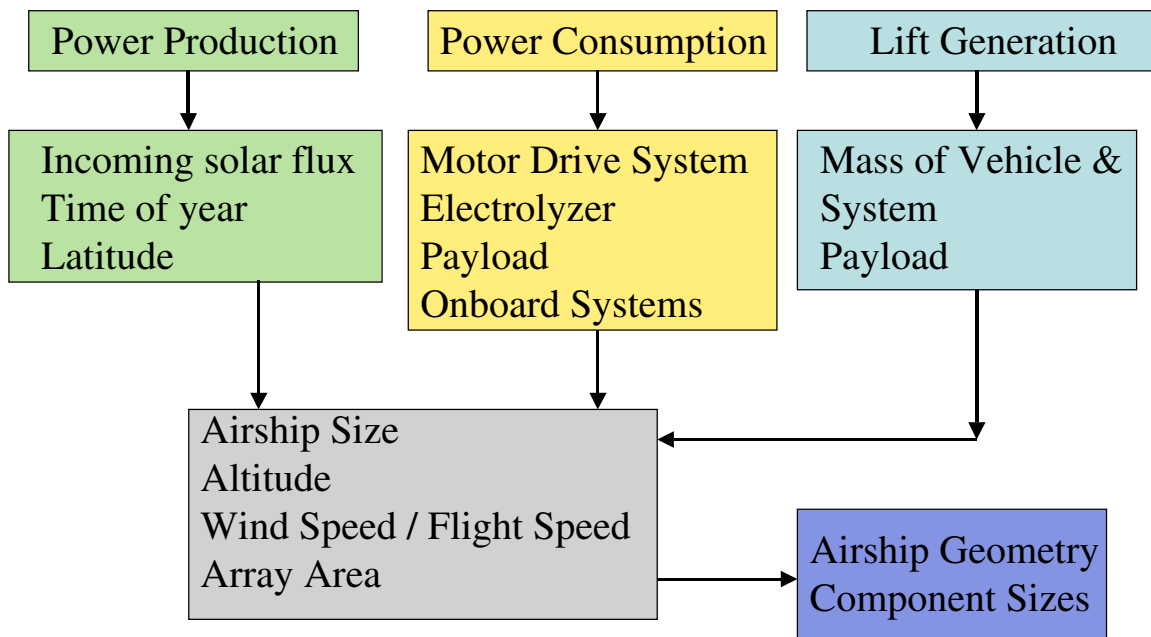 Power Production
Power Consumption
Lift Generation
Incoming solar flux
Time of year
Latitude
Motor Drive System
Electrolyzer
Payload
Onboard Systems
Mass of Vehicle &
System
Payload
Airship Size
Altitude
Wind Speed / Flight Speed
Array Area
Airship Geometry
Component Sizes